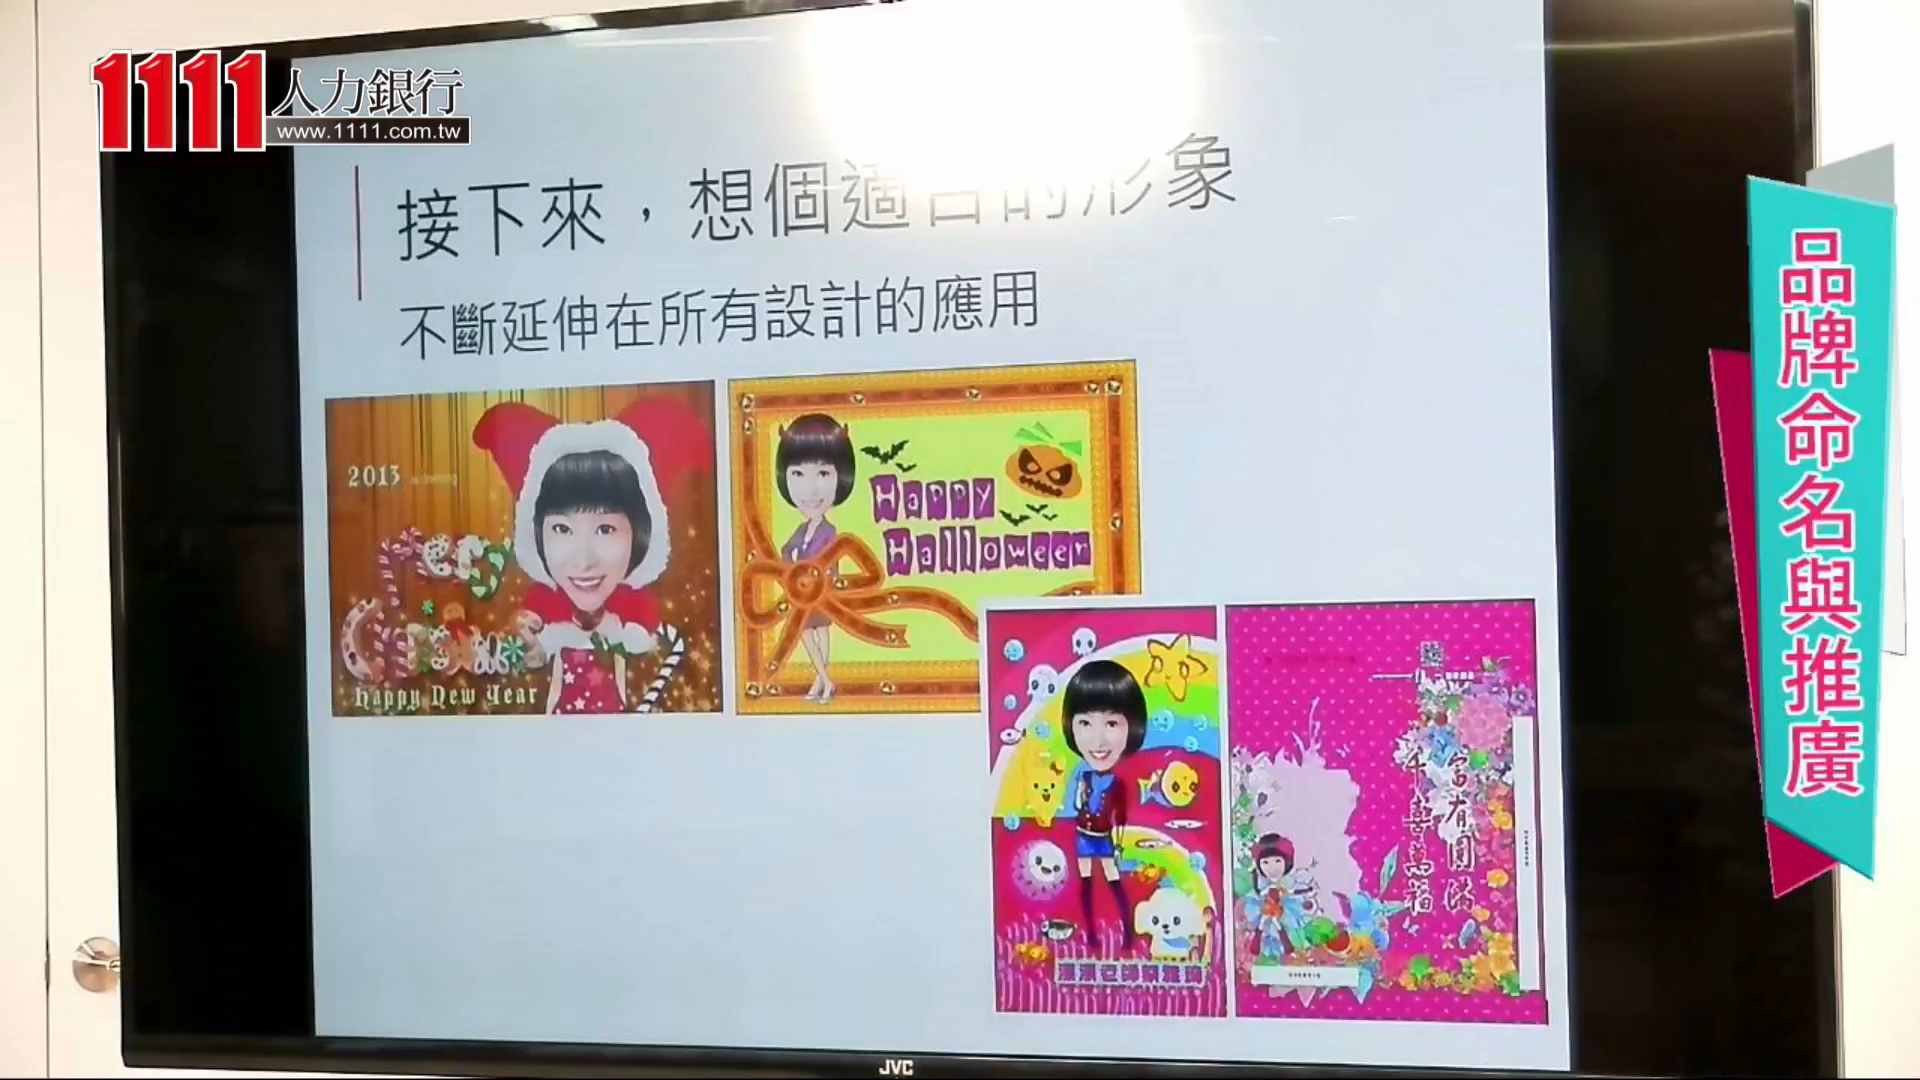 1111人力銀行
www.1111.com.tw
接下來，想個適合的形象
不斷延伸在所有設計的應用
2013
Merry
Christmas
Happy New Year
Happy
Halloween
富有圓滿
千喜萬福
品牌命名與推廣
JVC